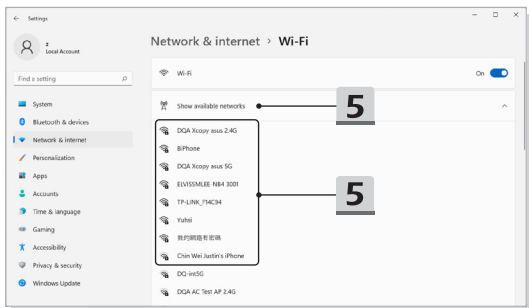 Settings
z
Local Account
Find a setting
System
Bluetooth & devices
Network & internet
Personalization
Apps
Accounts
Time & language
Gaming
Accessibility
Privacy & security
Windows Update
Network & internet > Wi-Fi
Wi-Fi
On
Show available networks
5
DQA Xcopy asus 2.4G
BiPhone
DQA Xcopy asus 5G
ELVISSMLEE-NB4 3001
TP-LINK_F14C94
5
Yuhsi
我的網路有密碼
Chin Wei Justin's iPhone
DQ-int5G
DQA AC Test AP 2.4G